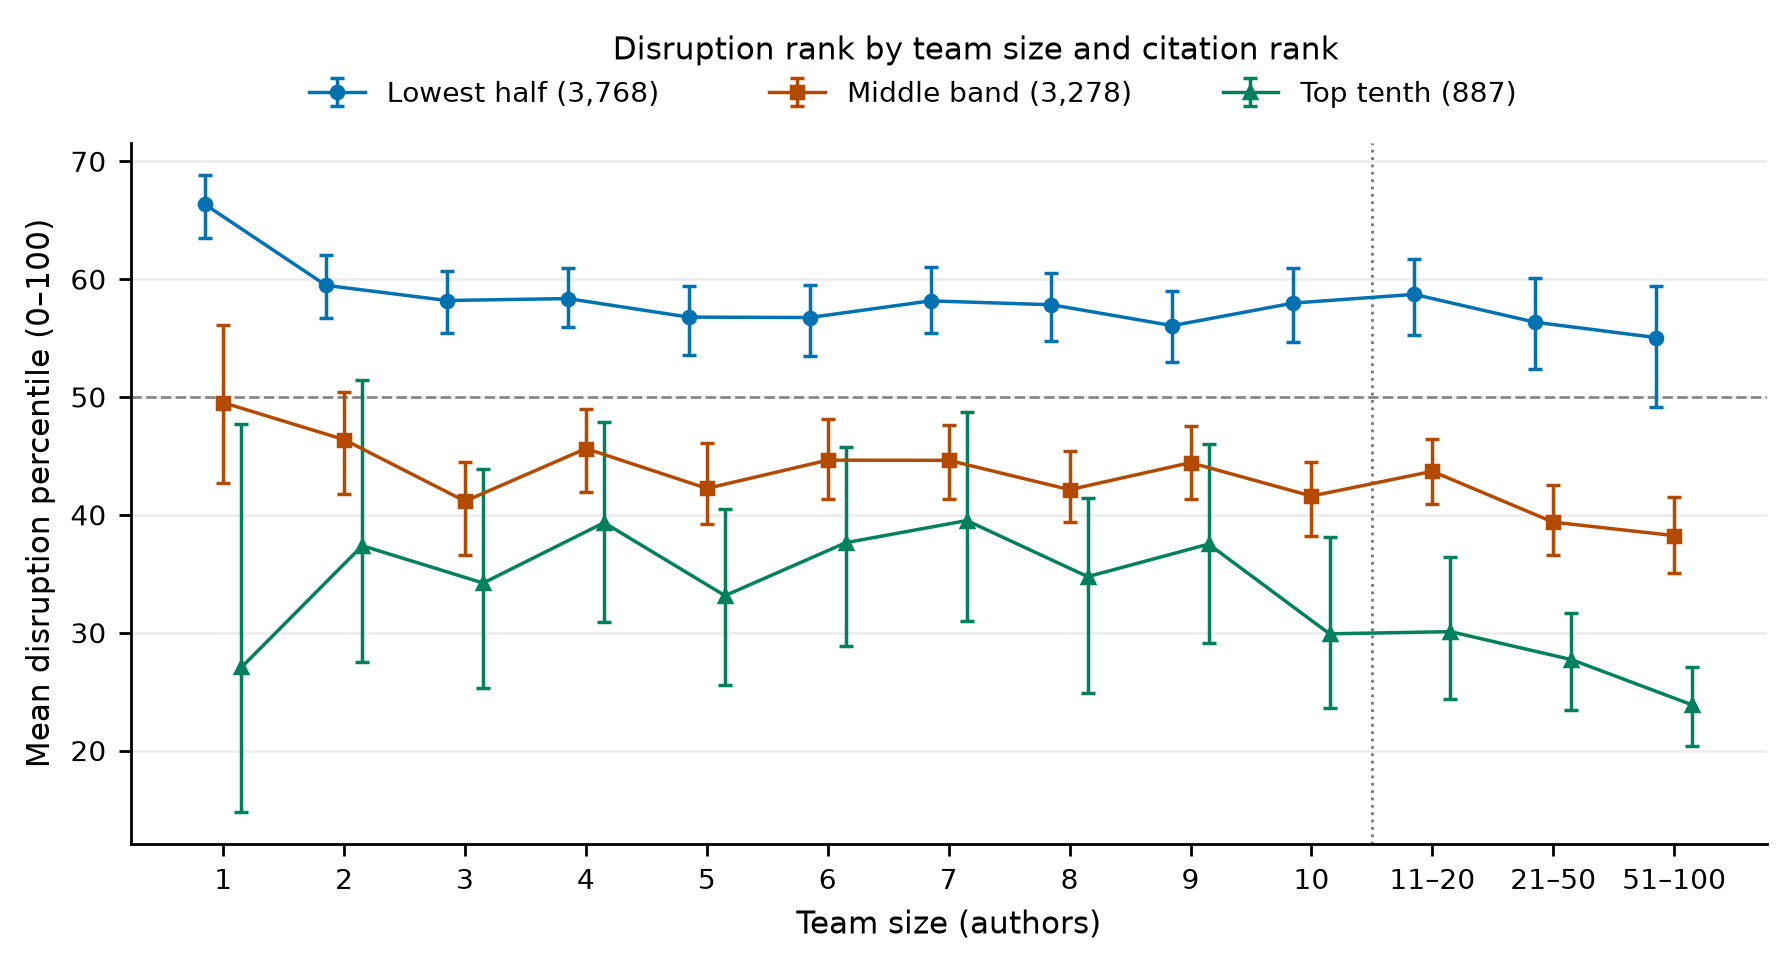 Disruption rank by team size and citation rank
Lowest half (3,768) Middle band (3,278) Top tenth (887)
Mean disruption percentile (0–100)
70
60
50
40
30
20
1 2 3 4 5 6 7 8 9 10 11–20 21–50 51–100
Team size (authors)